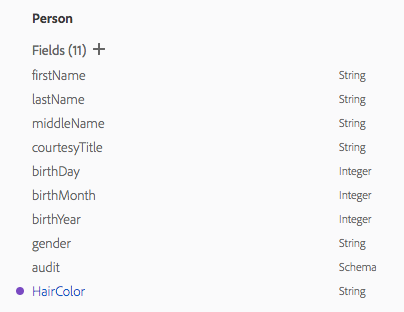 Person
Fields (11) +
firstName String
lastName String
middleName String
courtesyTitle String
birthDay Integer
birthMonth Integer
birthYear Integer
gender String
audit Schema
HairColor String